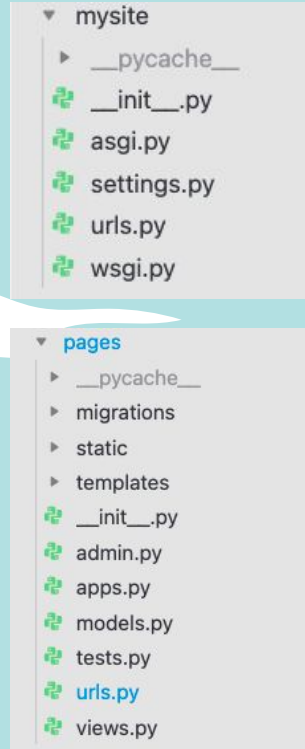 mysite
__pycache__
__init__.py
asgi.py
settings.py
urls.py
wsgi.py
pages
__pycache__
migrations
static
templates
__init__.py
admin.py
apps.py
models.py
tests.py
urls.py
views.py